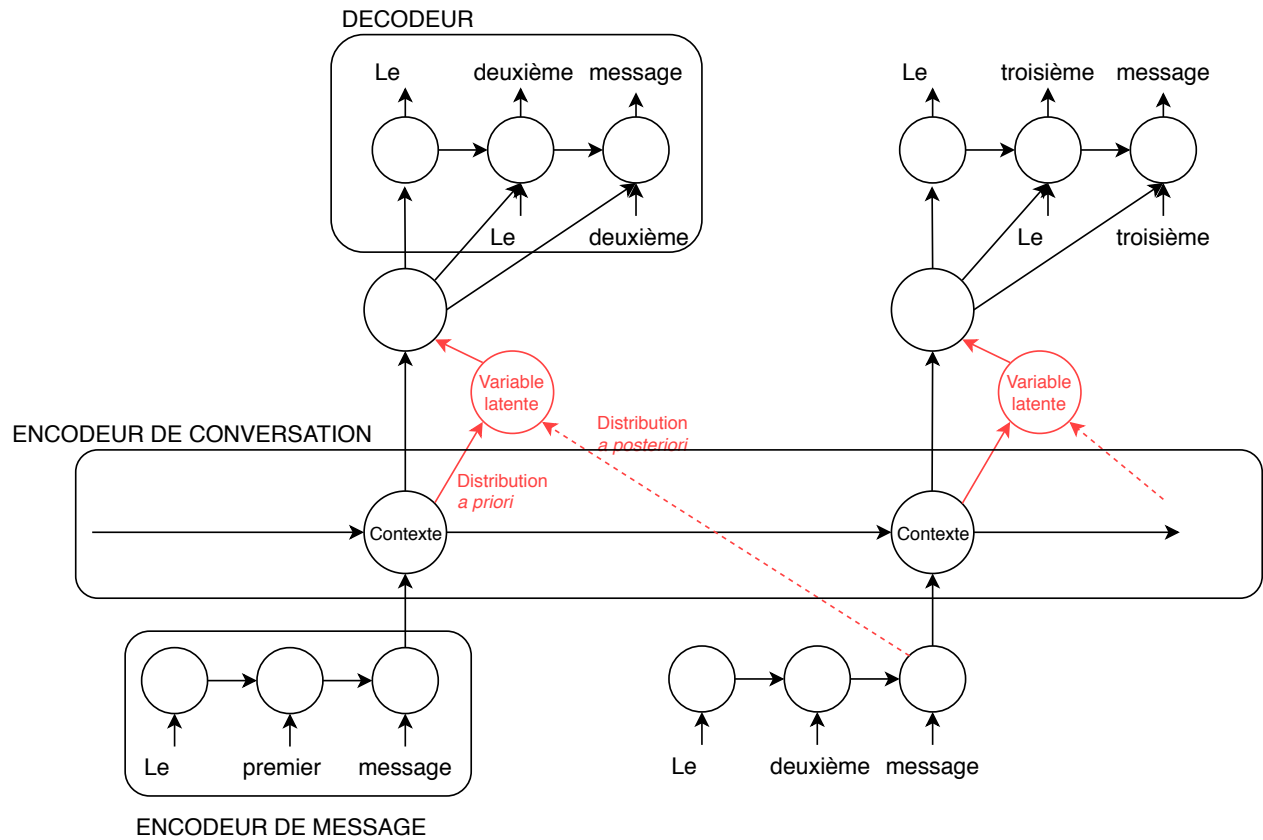 DECODEUR
Le deuxième message
Le troisième message
Le deuxième
Le troisième
Variable
latente
Variable
latente
ENCODEUR DE CONVERSATION
Distribution
a posteriori
Distribution
a priori
Contexte
Contexte
Le premier message
Le deuxième message
ENCODEUR DE MESSAGE